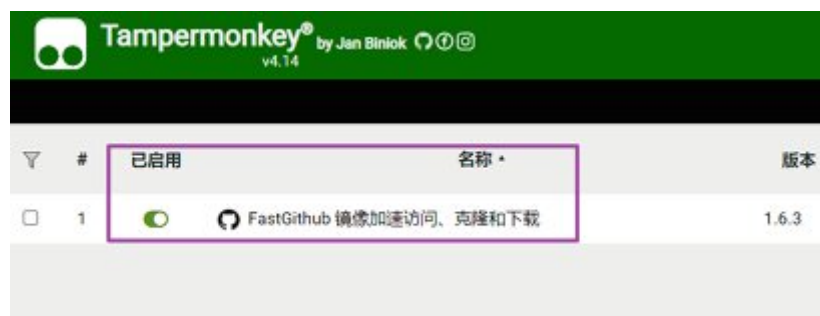 Tampermonkey® by Jan Biniok
v4.14
# 已启用 名称 版本
1 FastGithub 镜像加速访问、克隆和下载 1.6.3